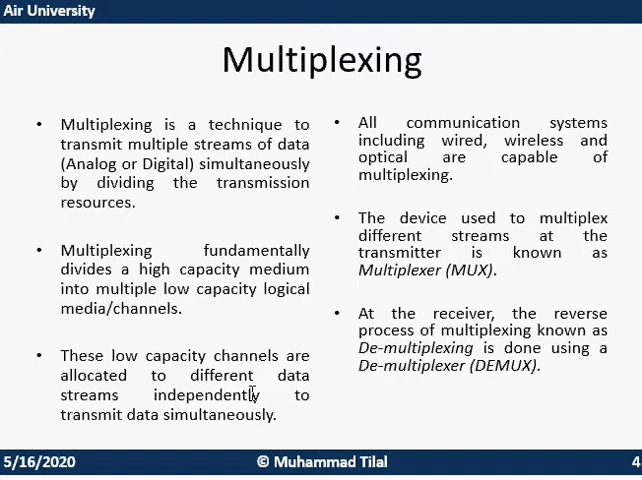 Air University
Multiplexing
• Multiplexing is a technique to
transmit multiple streams of data
(Analog or Digital) simultaneously
by dividing the transmission
resources.
• Multiplexing fundamentally
divides a high capacity medium
into multiple low capacity logical
media/channels.
• These low capacity channels are
allocated to different data
streams independently to
transmit data simultaneously.
• All communication systems
including wired, wireless and
optical are capable of
multiplexing.
• The device used to multiplex
different streams at the
transmitter is known as
Multiplexer (MUX).
• At the receiver, the reverse
process of multiplexing known as
De-multiplexing is done using a
De-multiplexer (DEMUX).
5/16/2020
© Muhammad Tilal
4